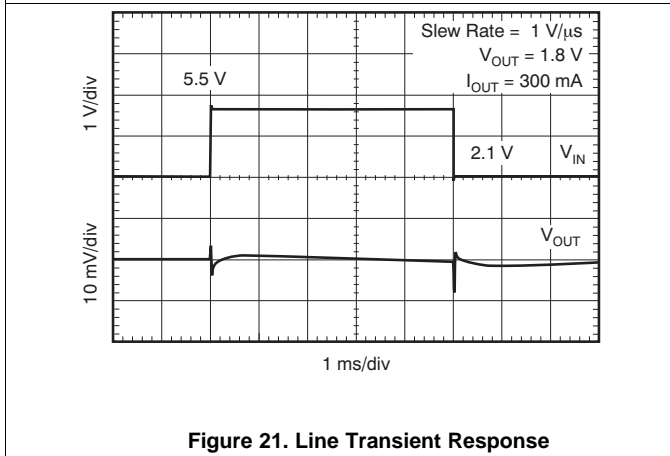 Slew Rate = 1 V/μs
V_OUT = 1.8 V
I_OUT = 300 mA
5.5 V
1 V/div
2.1 V
V_IN
V_OUT
10 mV/div
1 ms/div
Figure 21. Line Transient Response